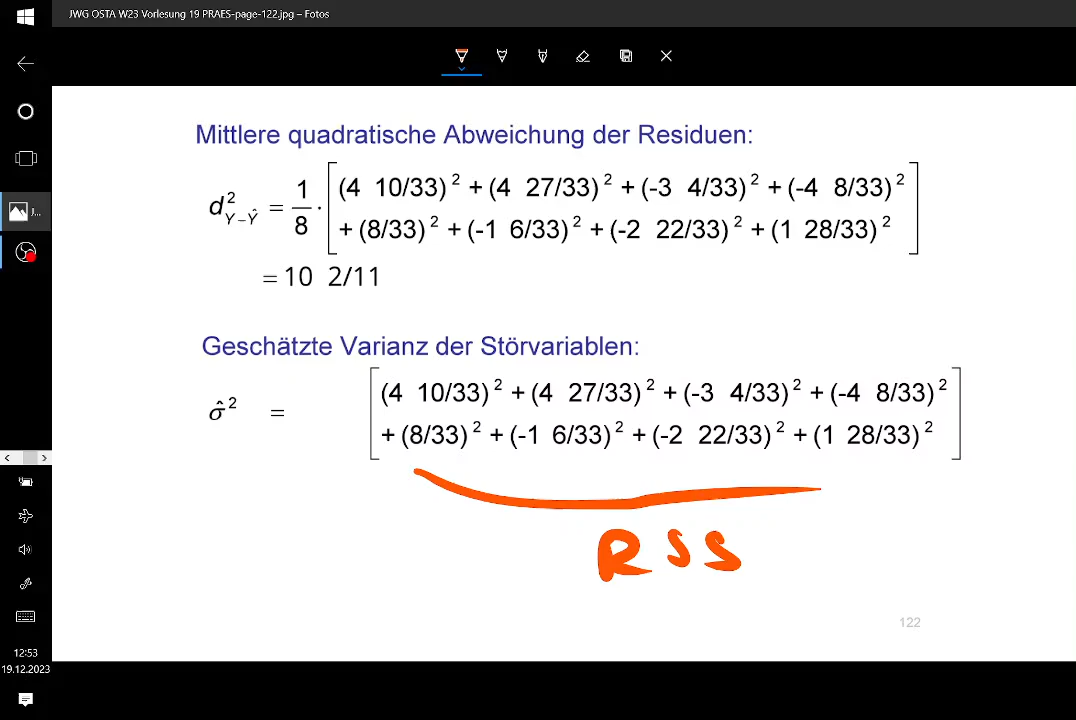 JWG OSTA W23 Vorlesung 19 PRAES-page-122.jpg – Fotos
J...
Mittlere quadratische Abweichung der Residuen:
d²_{Y−Ŷ} = 1/8 · [(4 10/33)² + (4 27/33)² + (-3 4/33)² + (-4 8/33)²
+ (8/33)² + (-1 6/33)² + (-2 22/33)² + (1 28/33)²]
= 10 2/11
Geschätzte Varianz der Störvariablen:
σ̂² = [(4 10/33)² + (4 27/33)² + (-3 4/33)² + (-4 8/33)²
+ (8/33)² + (-1 6/33)² + (-2 22/33)² + (1 28/33)²]
RSS
122
12:53
19.12.2023